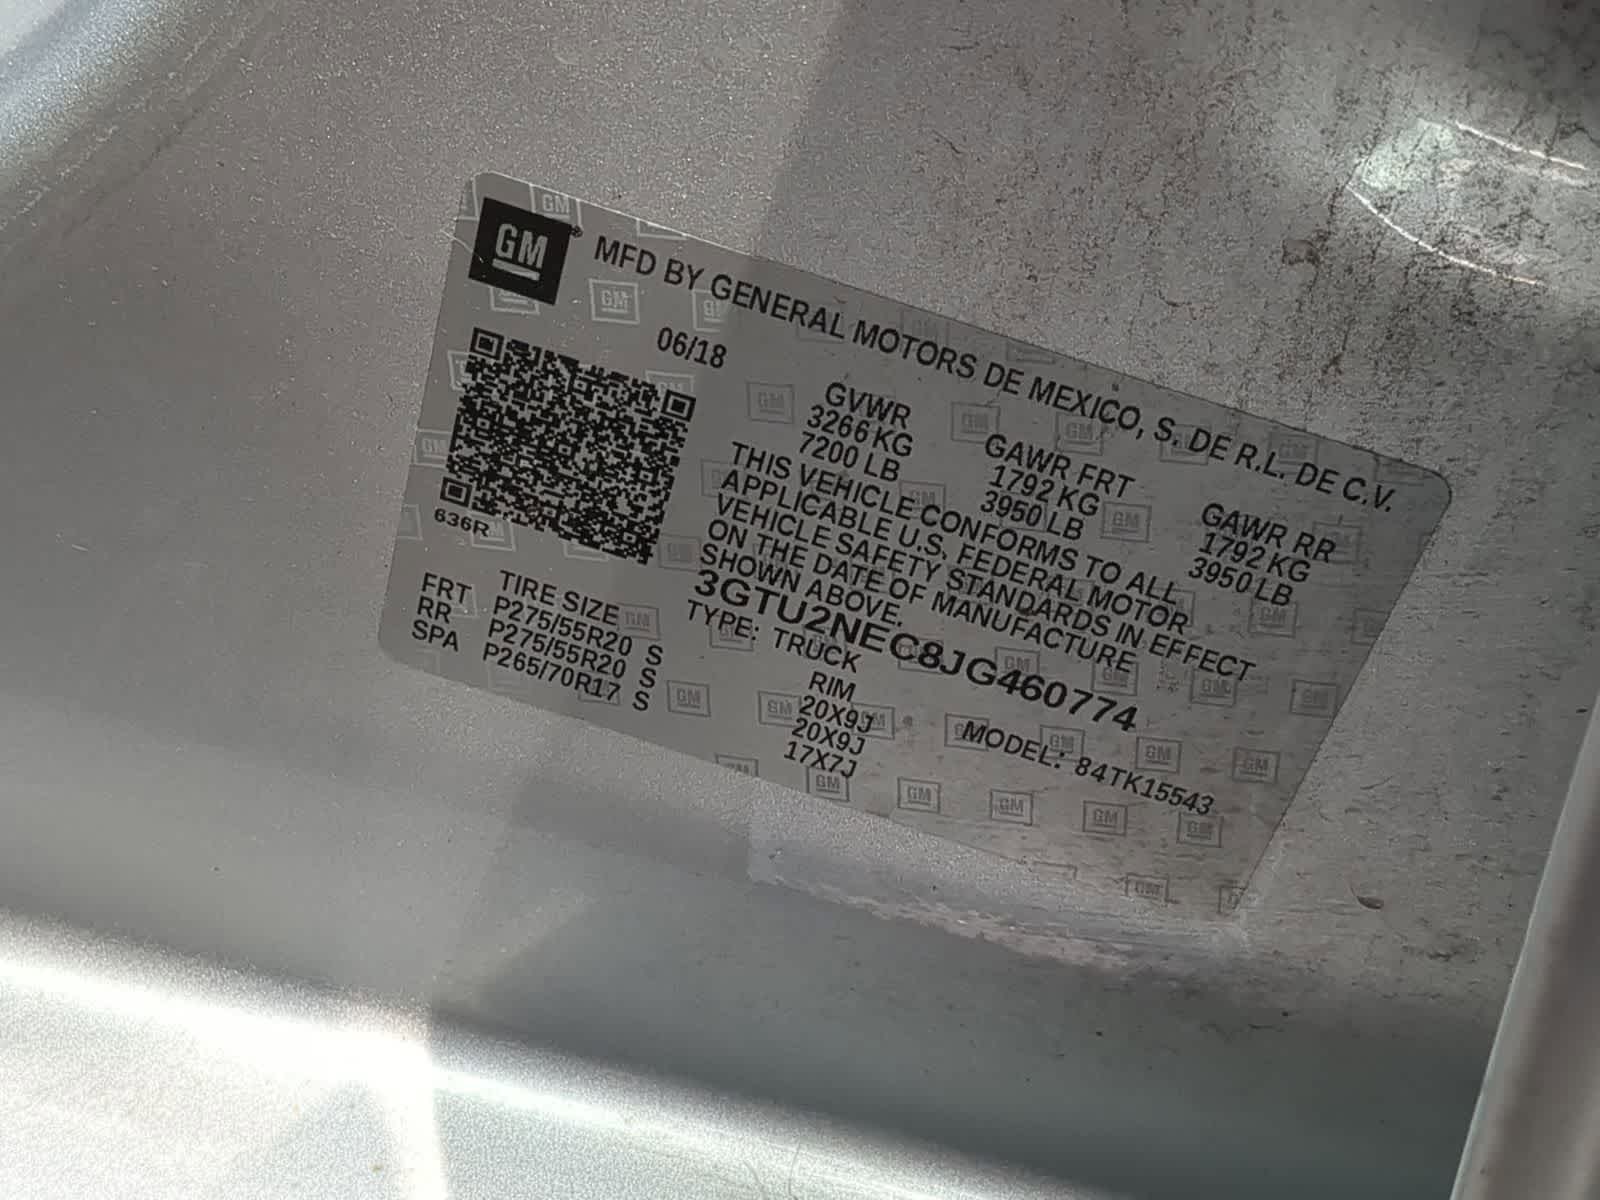 GM ® MFD BY GENERAL MOTORS DE MEXICO, S. DE R.L. DE C.V.
06/18
GVWR GAWR FRT GAWR RR
3266 KG 1792 KG 1792 KG
7200 LB 3950 LB 3950 LB
THIS VEHICLE CONFORMS TO ALL
APPLICABLE U.S. FEDERAL MOTOR
VEHICLE SAFETY STANDARDS IN EFFECT
ON THE DATE OF MANUFACTURE
SHOWN ABOVE.
636R
3GTU2NEC8JG460774
TYPE: TRUCK MODEL: 84TK15543
TIRE SIZE RIM
FRT P275/55R20 S 20X9J
RR P275/55R20 S 20X9J
SPA P265/70R17 S 17X7J